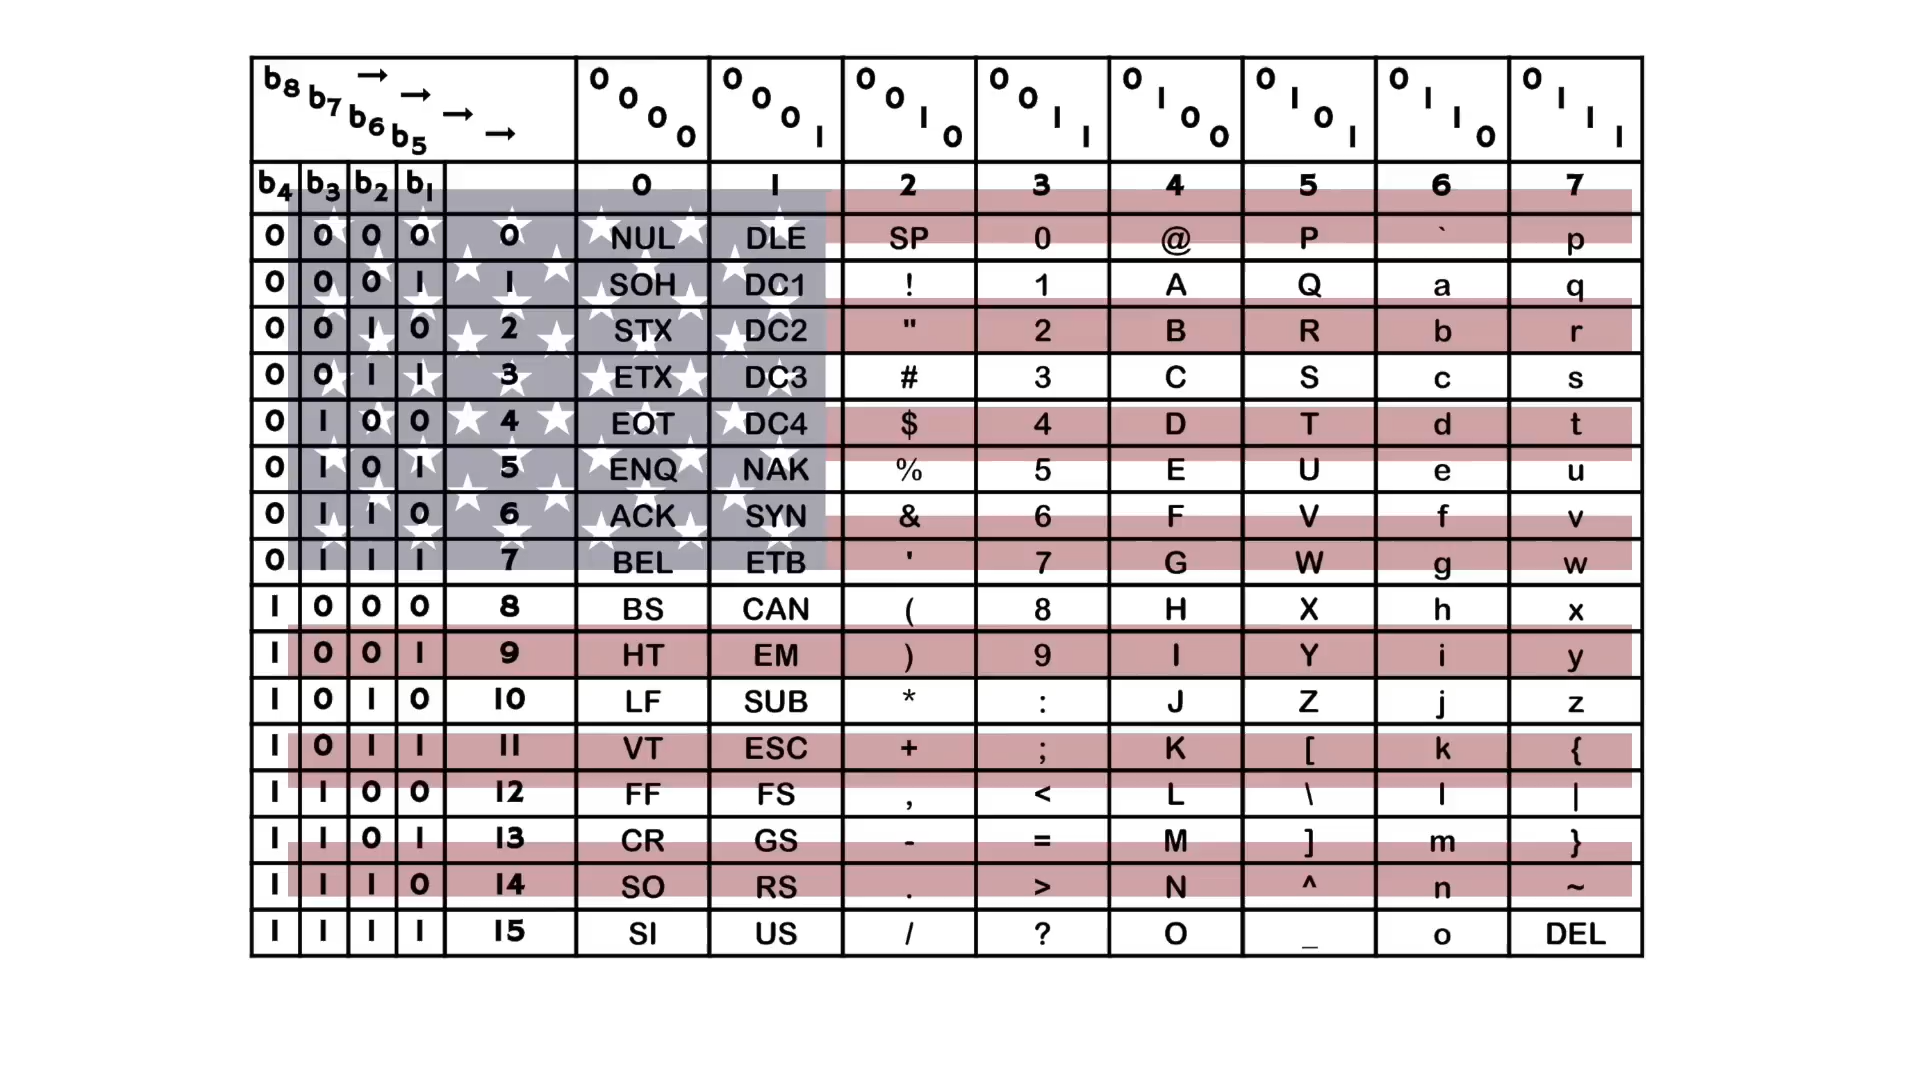 b8 b7 b6 b5 → → → → 0 0 0 0 0 0 0 1 0 0 1 0 0 0 1 1 0 1 0 0 0 1 0 1 0 1 1 0 0 1 1 1
b4 b3 b2 b1 0 1 2 3 4 5 6 7
0 0 0 0 0 NUL DLE SP 0 @ P ` p
0 0 0 1 1 SOH DC1 ! 1 A Q a q
0 0 1 0 2 STX DC2 " 2 B R b r
0 0 1 1 3 ETX DC3 # 3 C S c s
0 1 0 0 4 EOT DC4 $ 4 D T d t
0 1 0 1 5 ENQ NAK % 5 E U e u
0 1 1 0 6 ACK SYN & 6 F V f v
0 1 1 1 7 BEL ETB ' 7 G W g w
1 0 0 0 8 BS CAN ( 8 H X h x
1 0 0 1 9 HT EM ) 9 I Y i y
1 0 1 0 10 LF SUB * : J Z j z
1 0 1 1 11 VT ESC + ; K [ k {
1 1 0 0 12 FF FS , < L \ l |
1 1 0 1 13 CR GS - = M ] m }
1 1 1 0 14 SO RS . > N ^ n ~
1 1 1 1 15 SI US / ? O _ o DEL